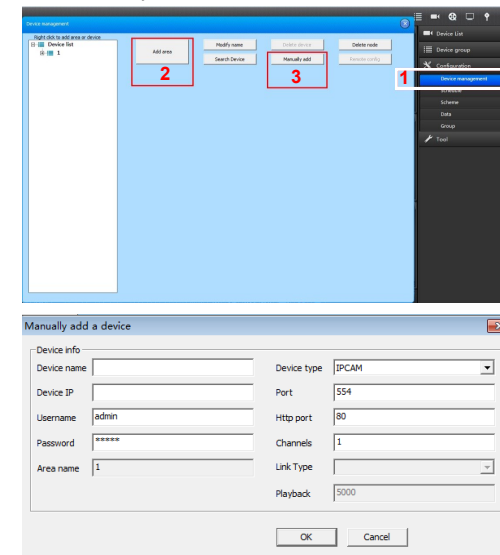 Device management
Right click to add area or device
Device list
1
Add area
Modify name
Delete device
Delete node
Search Device
Manually add
Remote config
2
3
1
Device List
Device group
Configuration
Device management
Schedule
Scheme
Data
Group
Tool
Manually add a device
Device info
Device name
Device type IPCAM
Device IP
Port 554
Username admin
Http port 80
Password *****
Channels 1
Area name 1
Link Type
Playback 5000
OK Cancel